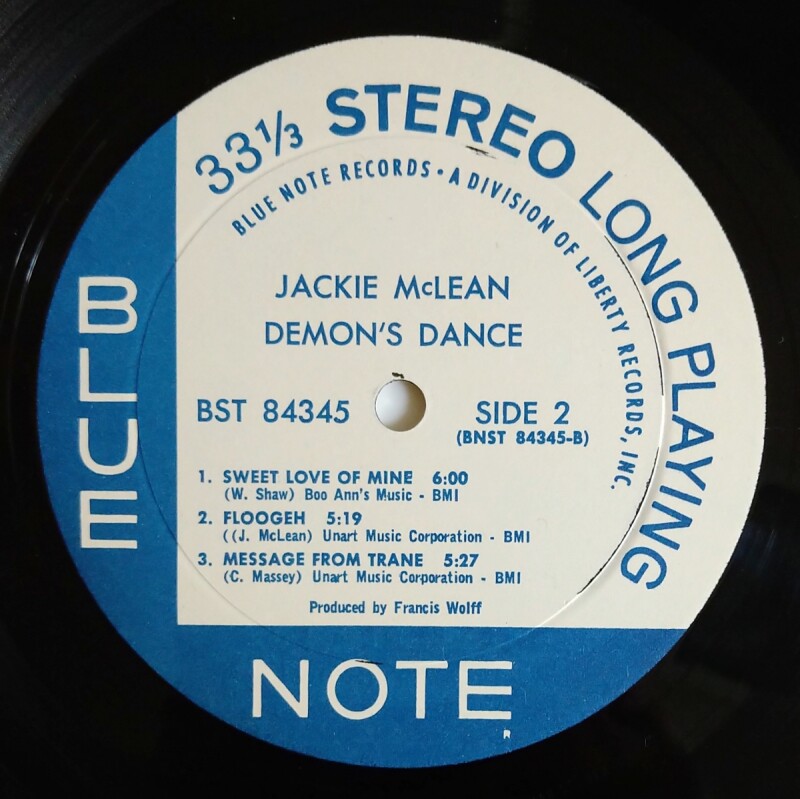 33⅓ STEREO LONG PLAYING
BLUE NOTE RECORDS • A DIVISION OF LIBERTY RECORDS, INC.
JACKIE McLEAN
DEMON'S DANCE
BST 84345
SIDE 2
(BNST 84345-B)
1. SWEET LOVE OF MINE 6:00
(W. Shaw) Boo Ann's Music - BMI
2. FLOOGEH 5:19
((J. McLean) Unart Music Corporation - BMI
3. MESSAGE FROM TRANE 5:27
(C. Massey) Unart Music Corporation - BMI
Produced by Francis Wolff
BLUE
NOTE
R